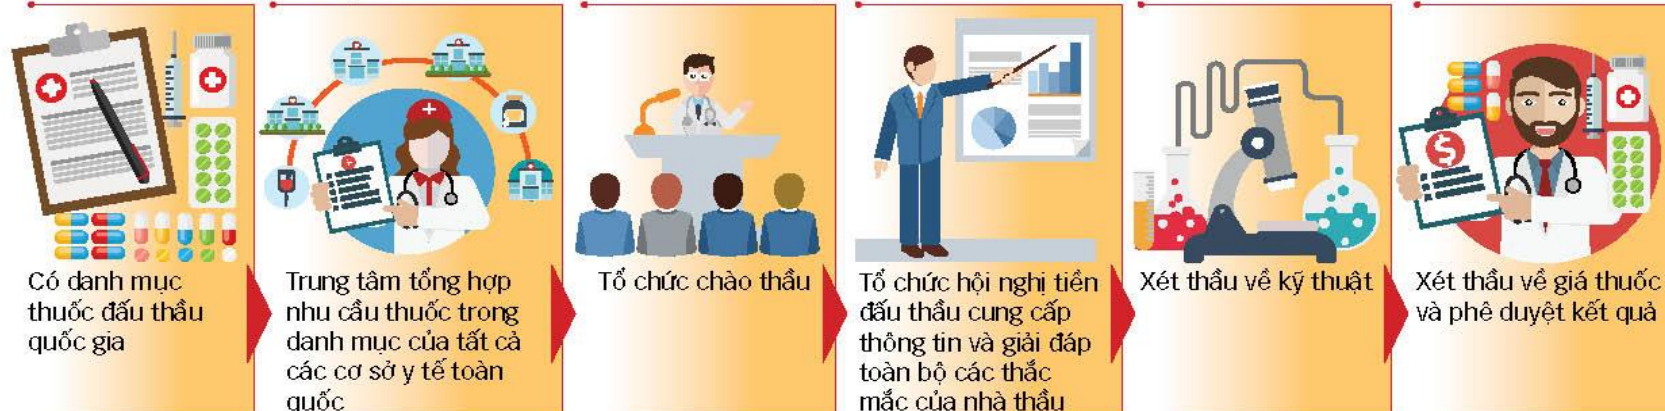 Có danh mục
thuốc đấu thầu
quốc gia
Trung tâm tổng hợp
nhu cầu thuốc trong
danh mục của tất cả
các cơ sở y tế toàn
quốc
Tổ chức chào thầu
Tổ chức hội nghị tiền
đấu thầu cung cấp
thông tin và giải đáp
toàn bộ các thắc
mắc của nhà thầu
Xét thầu về kỹ thuật
Xét thầu về giá thuốc
và phê duyệt kết quả